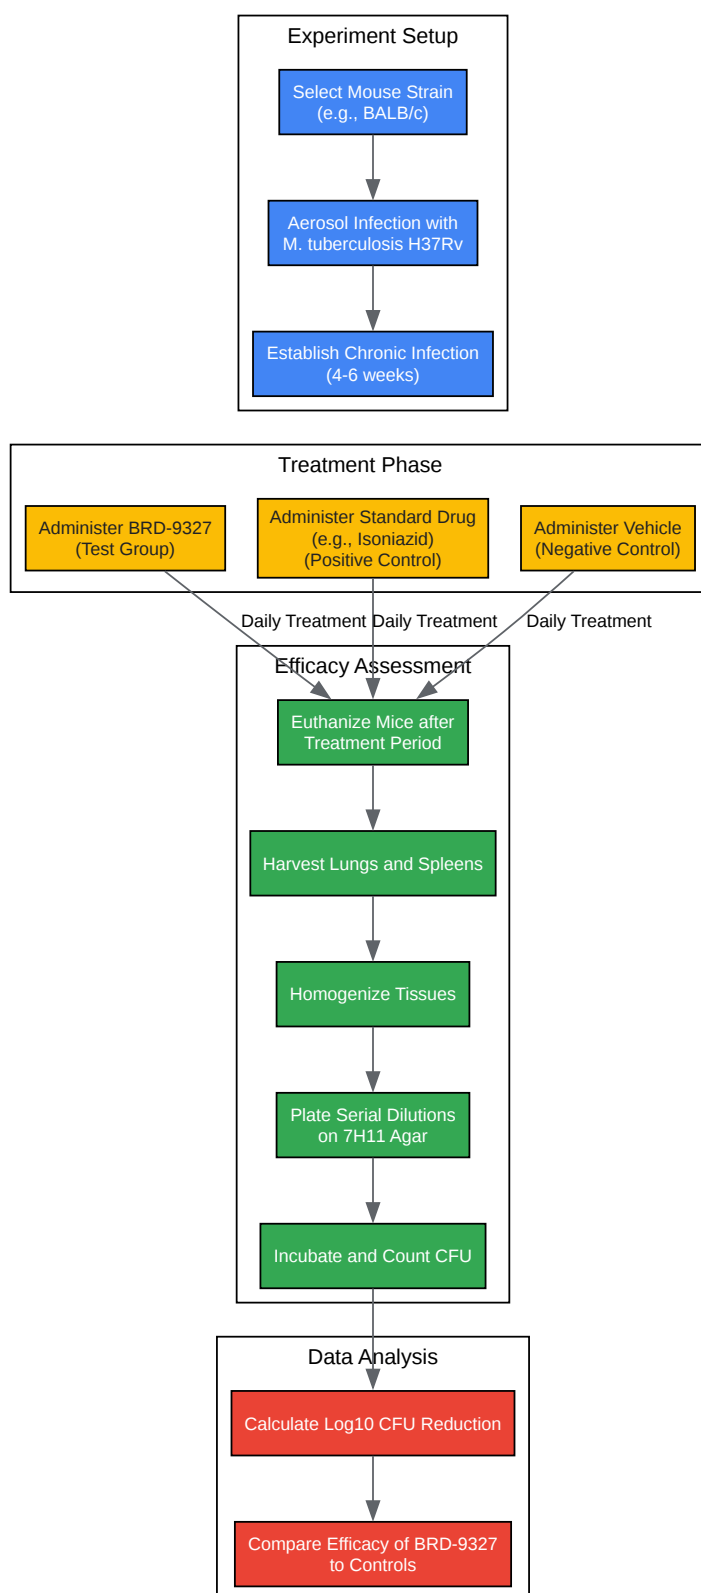 Experiment Setup
Select Mouse Strain
(e.g., BALB/c)
Aerosol Infection with
M. tuberculosis H37Rv
Establish Chronic Infection
(4-6 weeks)
Treatment Phase
Administer BRD-9327
(Test Group)
Administer Standard Drug
(e.g., Isoniazid)
(Positive Control)
Administer Vehicle
(Negative Control)
Daily Treatment
Daily Treatment
Daily Treatment
Efficacy Assessment
Euthanize Mice after
Treatment Period
Harvest Lungs and Spleens
Homogenize Tissues
Plate Serial Dilutions
on 7H11 Agar
Incubate and Count CFU
Data Analysis
Calculate Log10 CFU Reduction
Compare Efficacy of BRD-9327
to Controls